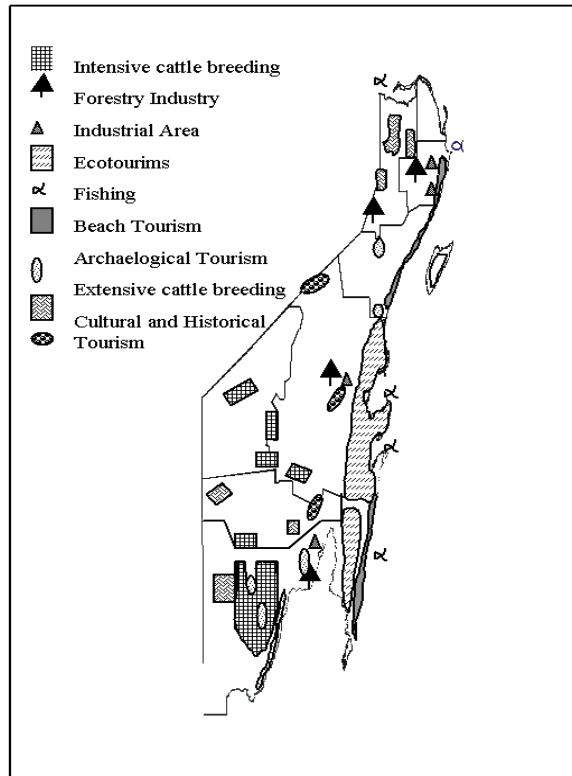 Intensive cattle breeding
Forestry Industry
Industrial Area
Ecotourims
Fishing
Beach Tourism
Archaelogical Tourism
Extensive cattle breeding
Cultural and Historical
Tourism